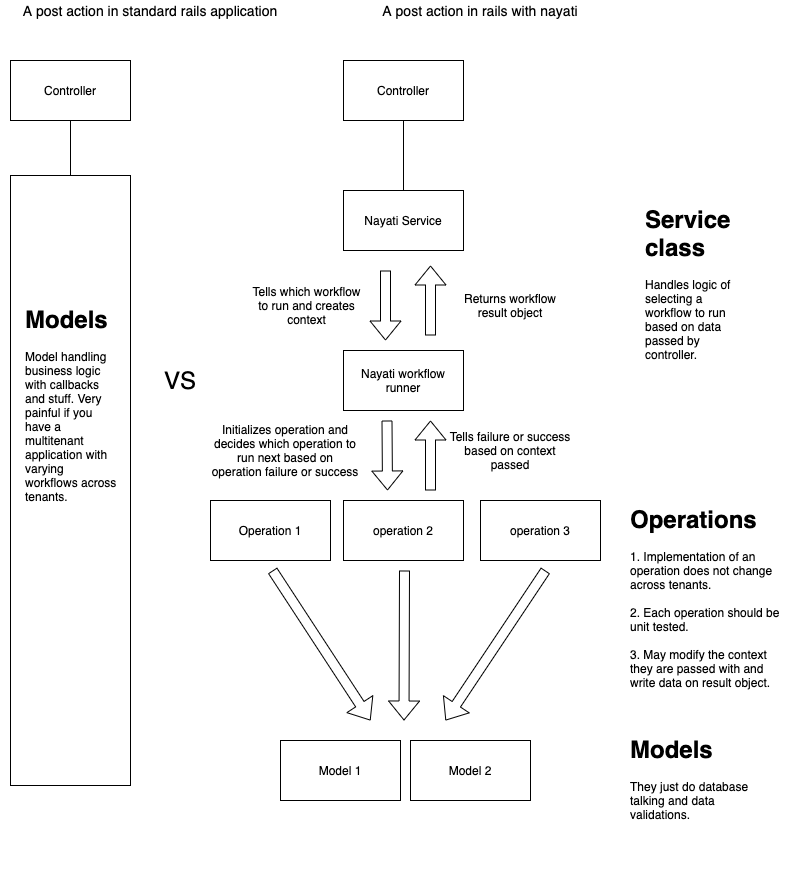 A post action in standard rails application
A post action in rails with nayati
Controller
Controller
Nayati Service
Service
class
Handles logic of
selecting a
workflow to run
based on data
passed by
controller.
Tells which workflow
to run and creates
context
Returns workflow
result object
Models
Model handling
business logic
with callbacks
and stuff. Very
painful if you
have a
multitenant
application with
varying
workflows across
tenants.
VS
Nayati workflow
runner
Initializes operation and
decides which operation to
run next based on
operation failure or success
Tells failure or success
based on context
passed
Operation 1
operation 2
operation 3
Operations
1. Implementation of an
operation does not change
across tenants.
2. Each operation should be
unit tested.
3. May modify the context
they are passed with and
write data on result object.
Model 1
Model 2
Models
They just do database
talking and data
validations.